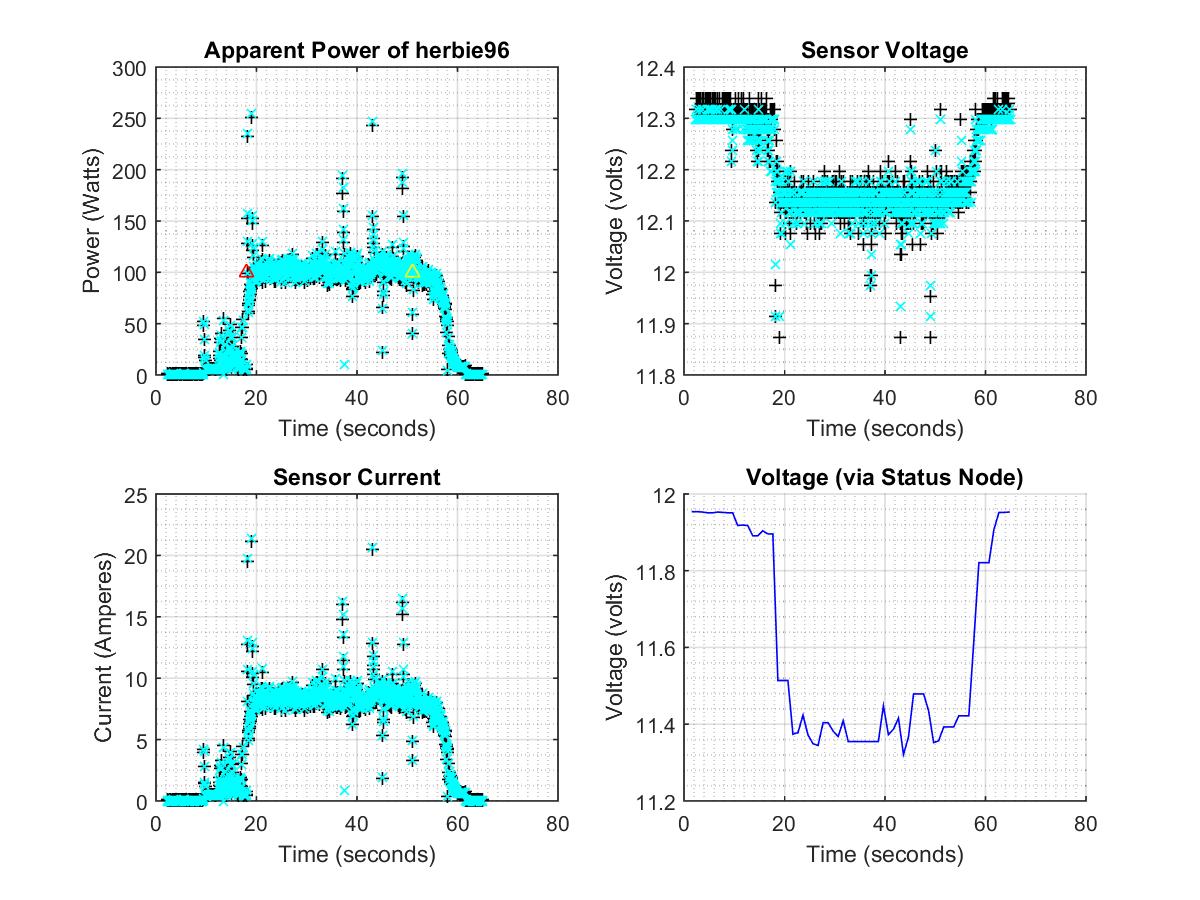 Apparent Power of herbie96
300
250
200
150
100
50
0
Power (Watts)
0 20 40 60 80
Time (seconds)
Sensor Voltage
12.4
12.3
12.2
12.1
12
11.9
11.8
Voltage (volts)
0 20 40 60 80
Time (seconds)
Sensor Current
25
20
15
10
5
0
Current (Amperes)
0 20 40 60 80
Time (seconds)
Voltage (via Status Node)
12
11.8
11.6
11.4
11.2
Voltage (volts)
0 20 40 60 80
Time (seconds)